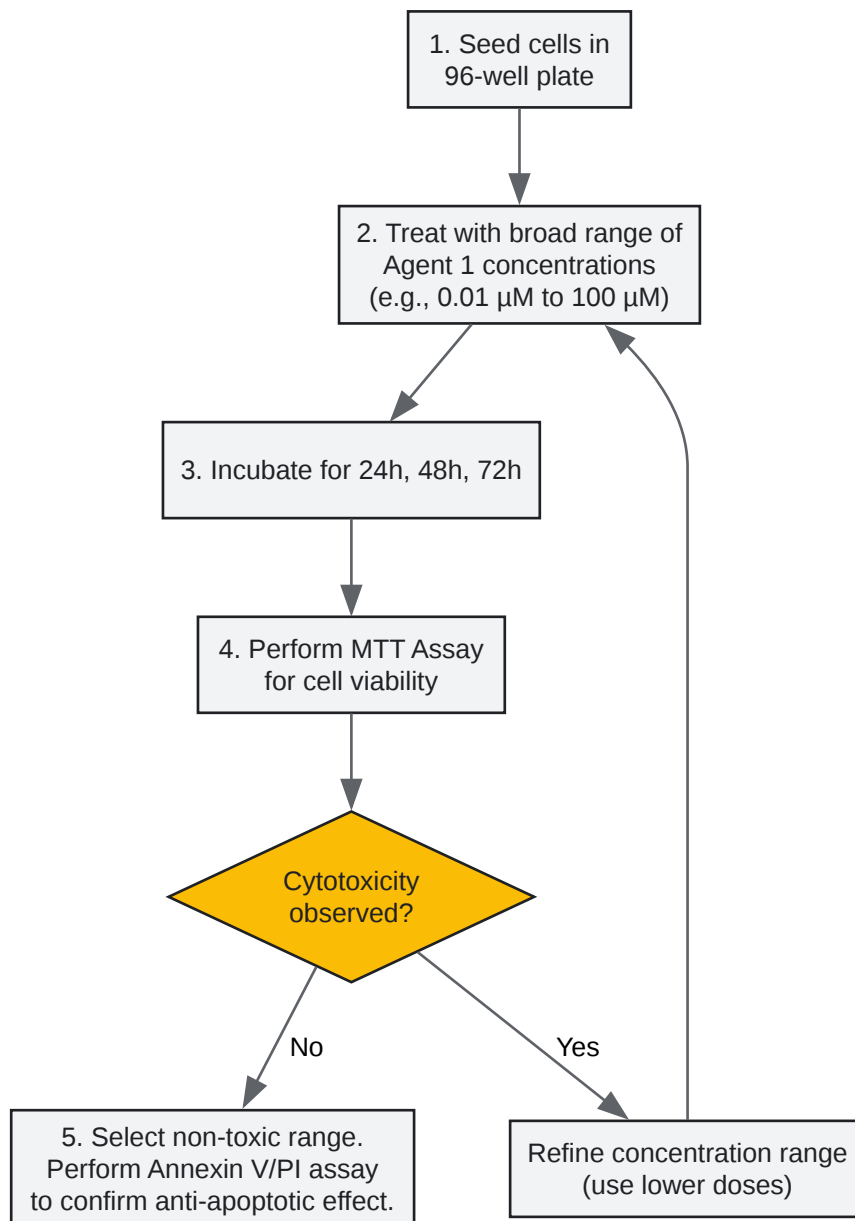 1. Seed cells in
96-well plate
2. Treat with broad range of
Agent 1 concentrations
(e.g., 0.01 µM to 100 µM)
3. Incubate for 24h, 48h, 72h
4. Perform MTT Assay
for cell viability
Cytotoxicity
observed?
No
Yes
5. Select non-toxic range.
Perform Annexin V/PI assay
to confirm anti-apoptotic effect.
Refine concentration range
(use lower doses)